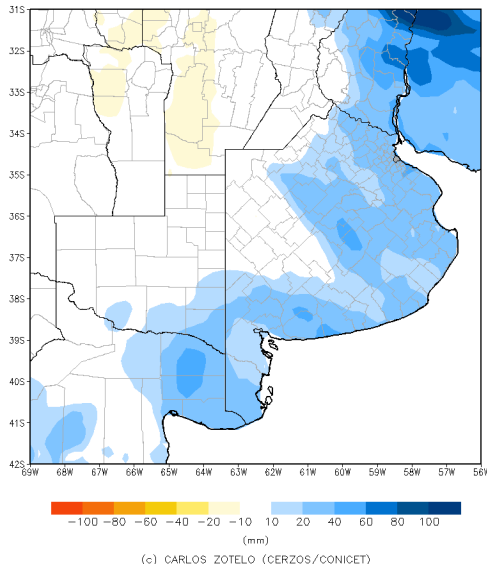 31S
32S
33S
34S
35S
36S
37S
38S
39S
40S
41S
42S
69W 68W 67W 66W 65W 64W 63W 62W 61W 60W 59W 58W 57W 56W
-100 -80 -60 -40 -20 -10 10 20 40 60 80 100
(mm)
(c) CARLOS ZOTELO (CERZOS/CONICET)